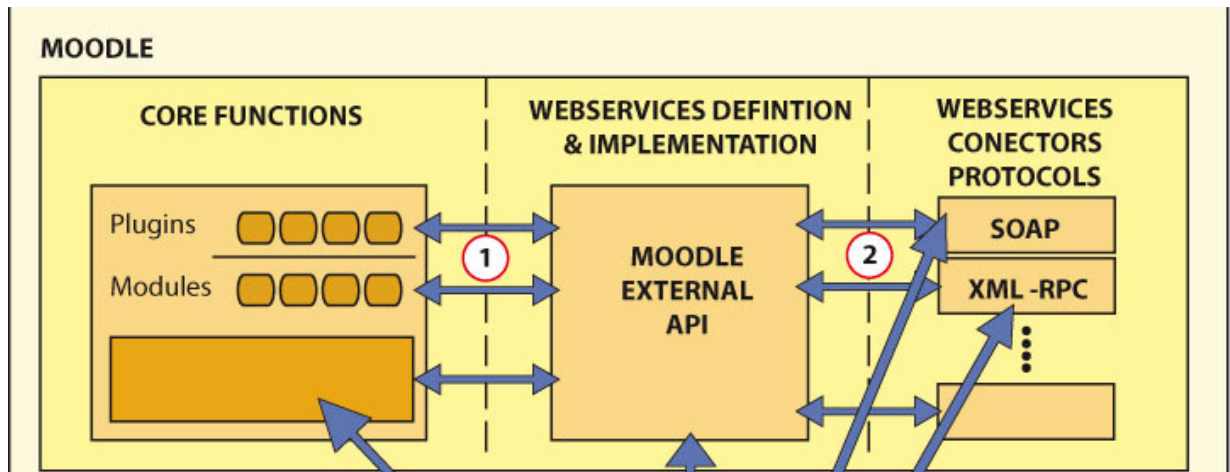 MOODLE
CORE FUNCTIONS
WEBSERVICES DEFINTION
& IMPLEMENTATION
WEBSERVICES
CONECTORS
PROTOCOLS
Plugins
Modules
1
MOODLE
EXTERNAL
API
2
SOAP
XML -RPC